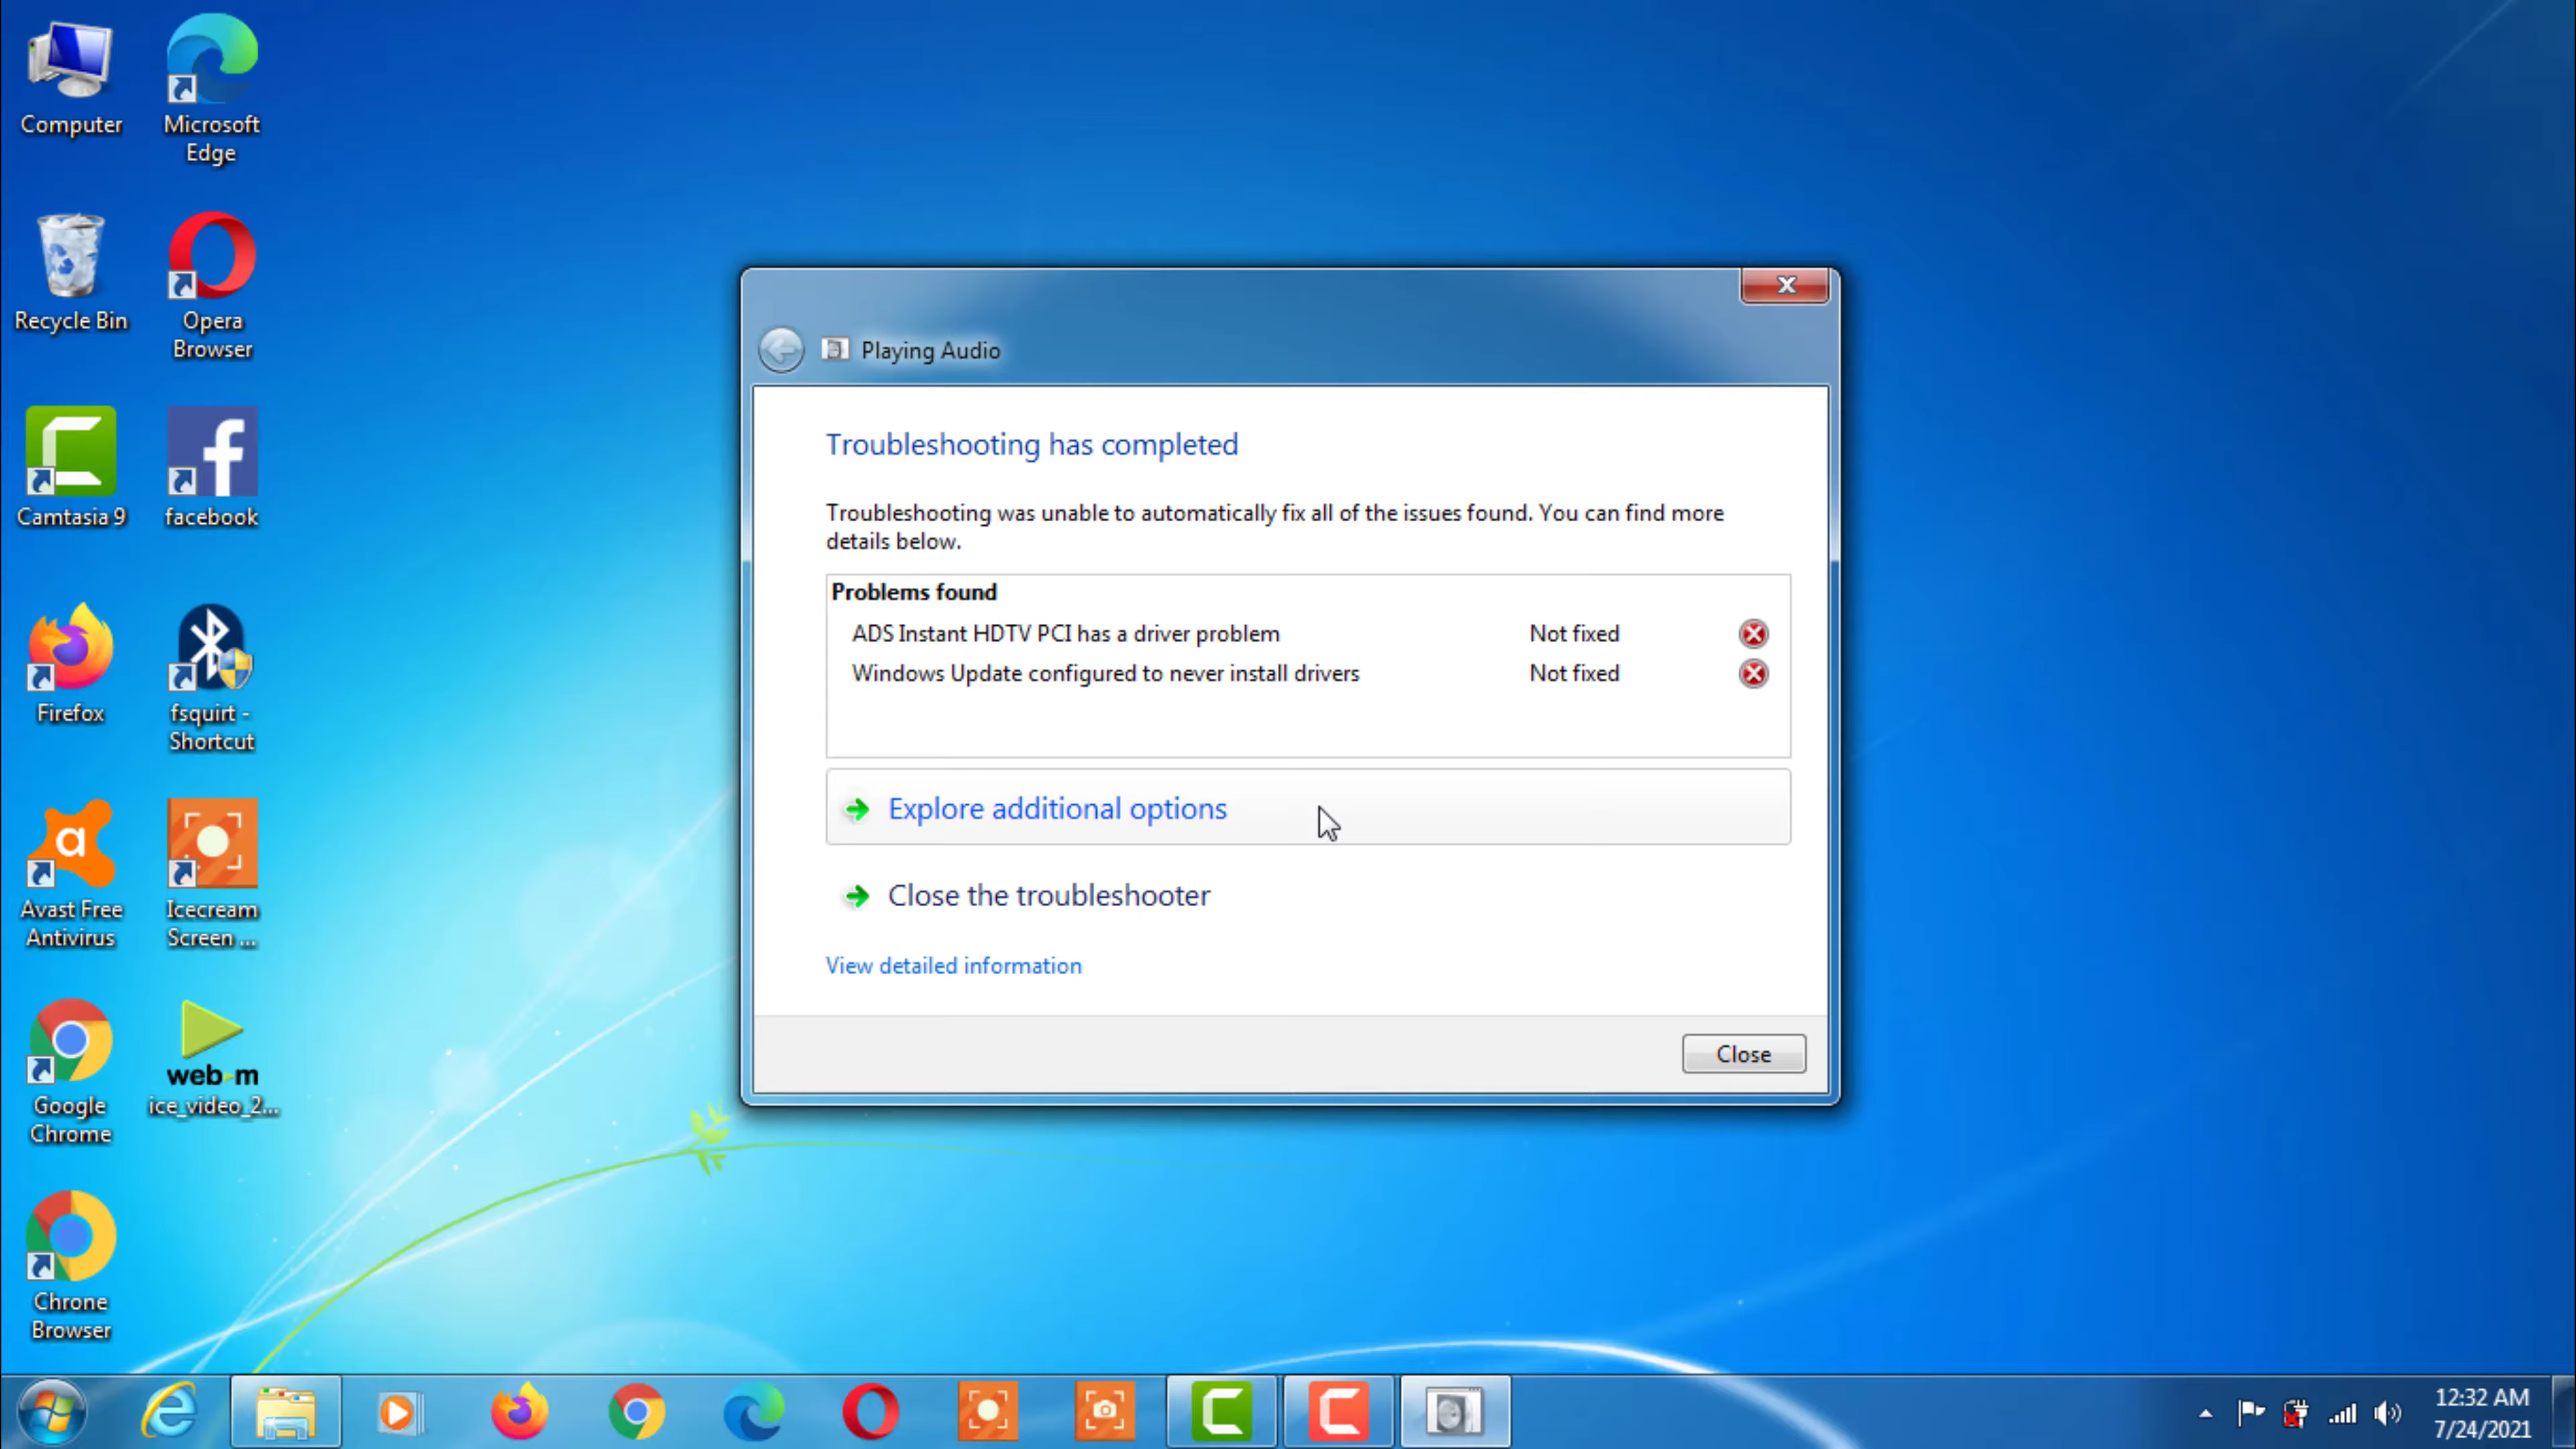 Computer
Microsoft
Edge
Recycle Bin
Opera
Browser
Camtasia 9
facebook
Firefox
fsquirt -
Shortcut
Avast Free
Antivirus
Icecream
Screen ...
Google
Chrome
web-m
ice_video_2...
Chrone
Browser
Playing Audio
Troubleshooting has completed
Troubleshooting was unable to automatically fix all of the issues found. You can find more
details below.
Problems found
ADS Instant HDTV PCI has a driver problem Not fixed
Windows Update configured to never install drivers Not fixed
Explore additional options
Close the troubleshooter
View detailed information
Close
12:32 AM
7/24/2021